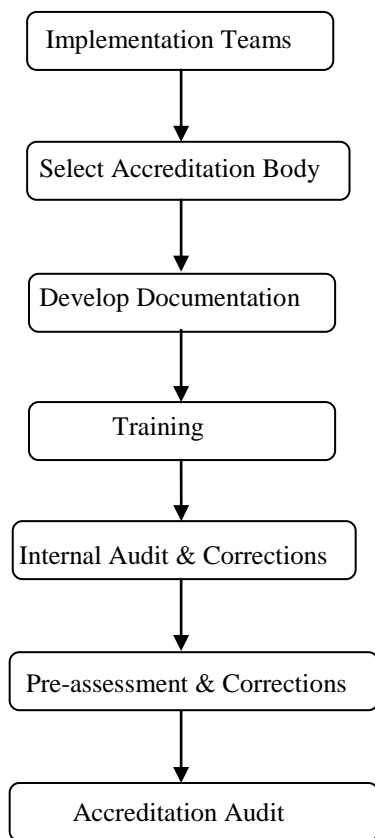 Implementation Teams
Select Accreditation Body
Develop Documentation
Training
Internal Audit & Corrections
Pre-assessment & Corrections
Accreditation Audit